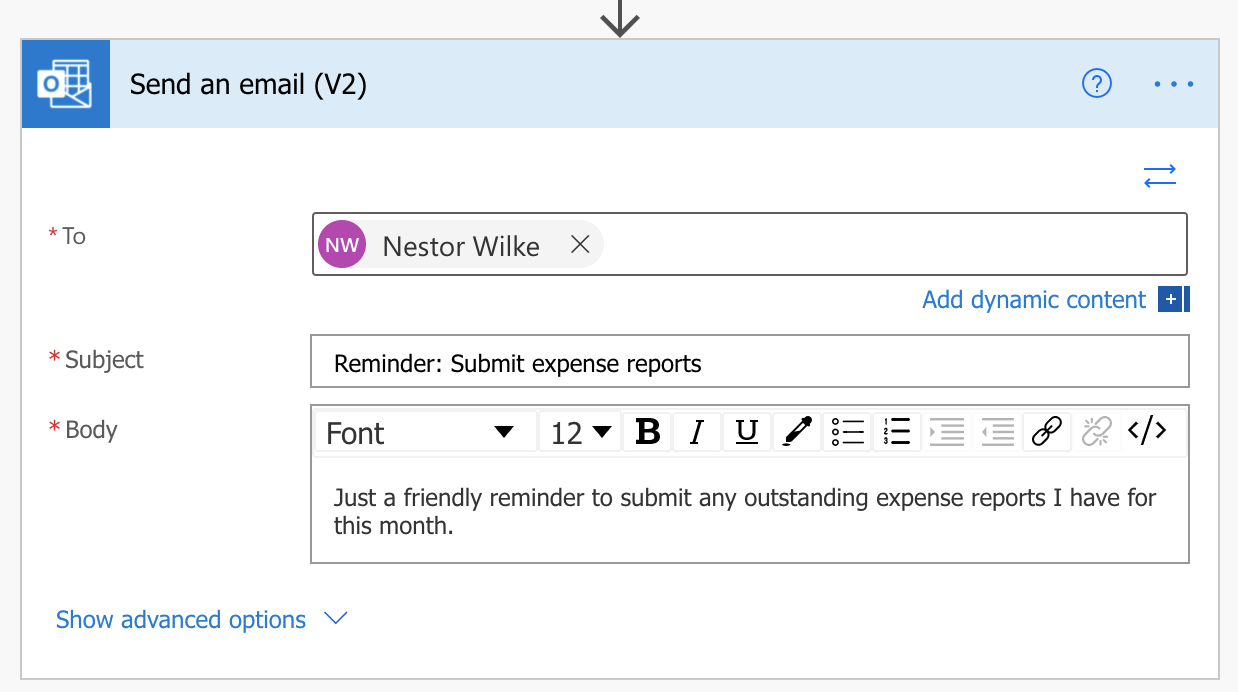 Send an email (V2)
?
* To
NW Nestor Wilke
Add dynamic content
* Subject
Reminder: Submit expense reports
* Body
Font 12 B I U </>
Just a friendly reminder to submit any outstanding expense reports I have for
this month.
Show advanced options